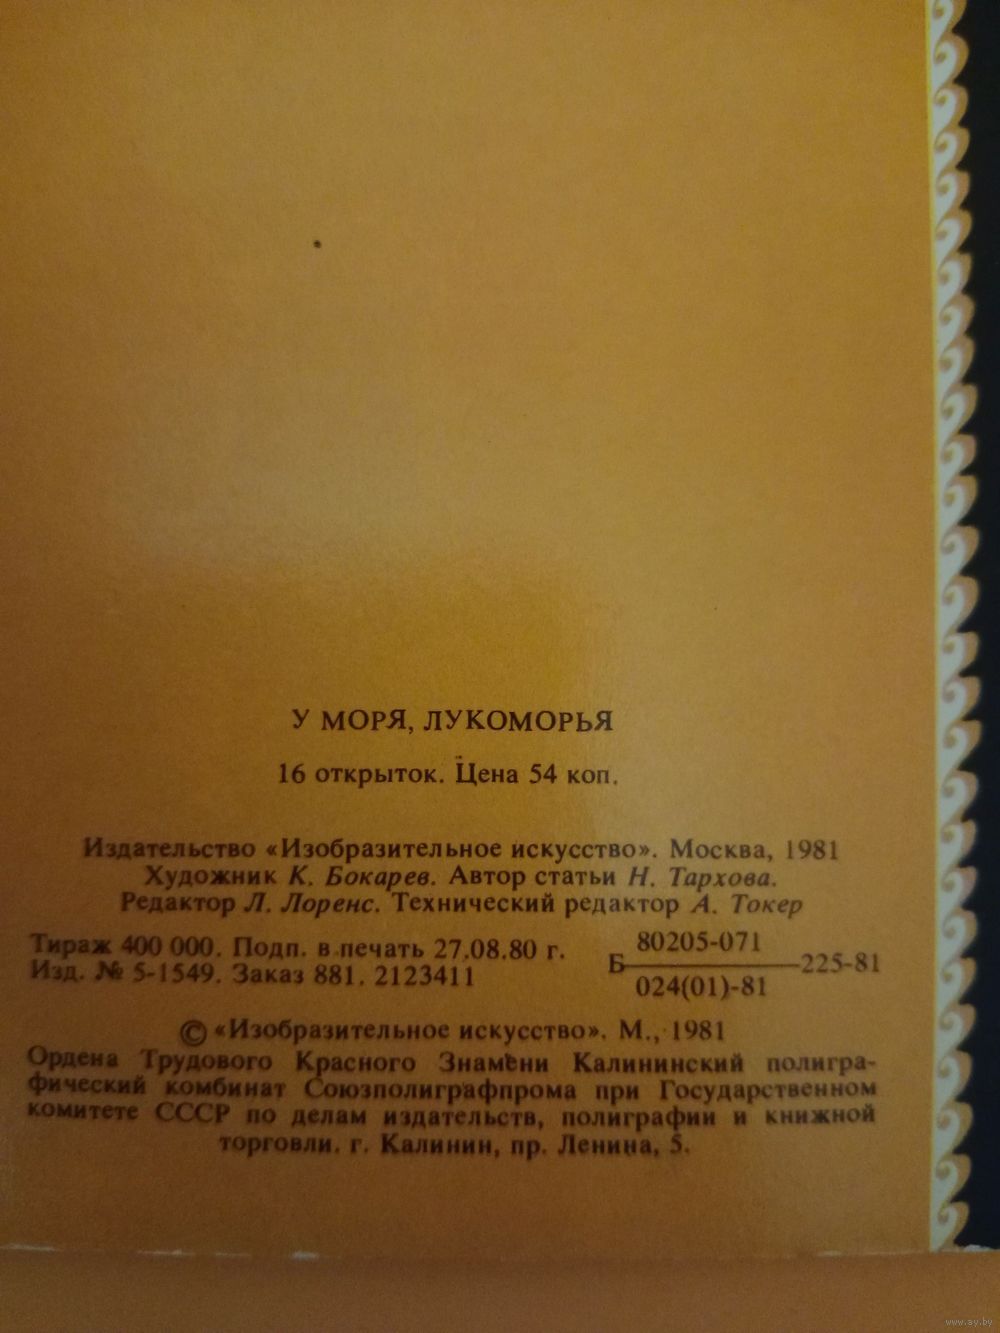 У МОРЯ, ЛУКОМОРЬЯ
16 открыток. Цена 54 коп.
Издательство «Изобразительное искусство». Москва, 1981
Художник К. Бокарев. Автор статьи Н. Тархова.
Редактор Л. Лоренс. Технический редактор А. Токер
Тираж 400 000. Подп. в печать 27.08.80 г.
Изд. № 5-1549. Заказ 881. 2123411
80205-071
Б 225-81
024(01)-81
© «Изобразительное искусство». М., 1981
Ордена Трудового Красного Знамени Калининский полигра-
фический комбинат Союзполиграфпрома при Государственном
комитете СССР по делам издательств, полиграфии и книжной
торговли. г. Калинин, пр. Ленина, 5.
www.ay.by